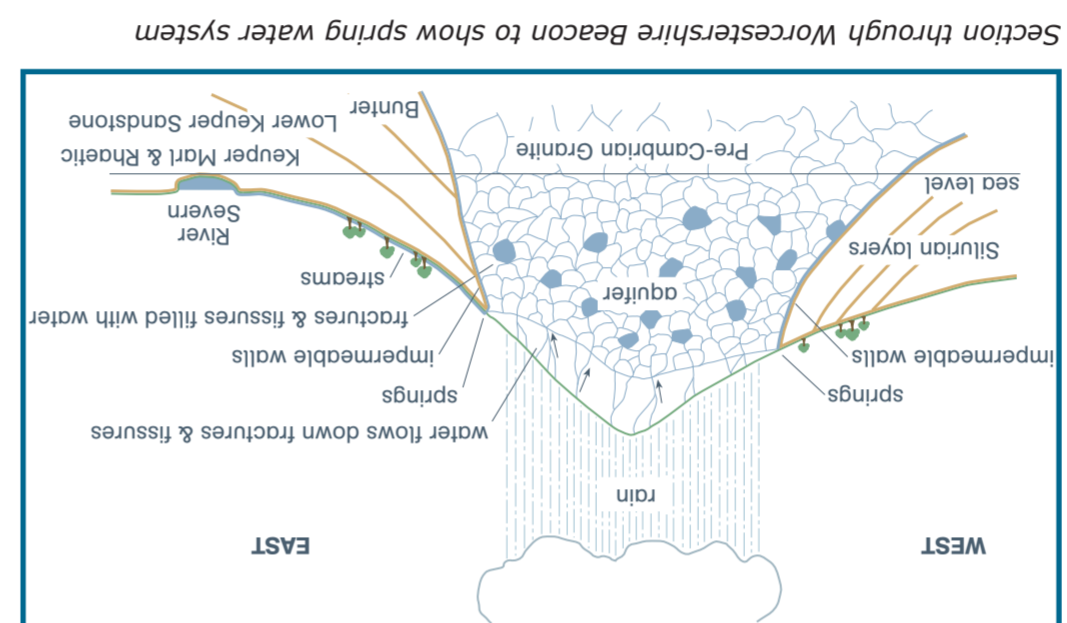 WEST
EAST
rain
springs
water flows down fractures & fissures
springs
impermeable walls
impermeable walls
aquifer
fractures & fissures filled with water
streams
Silurian layers
River
Severn
sea level
Pre-Cambrian Granite
Keuper Marl & Rhaetic
Lower Keuper Sandstone
Bunter
Section through Worcestershire Beacon to show spring water system